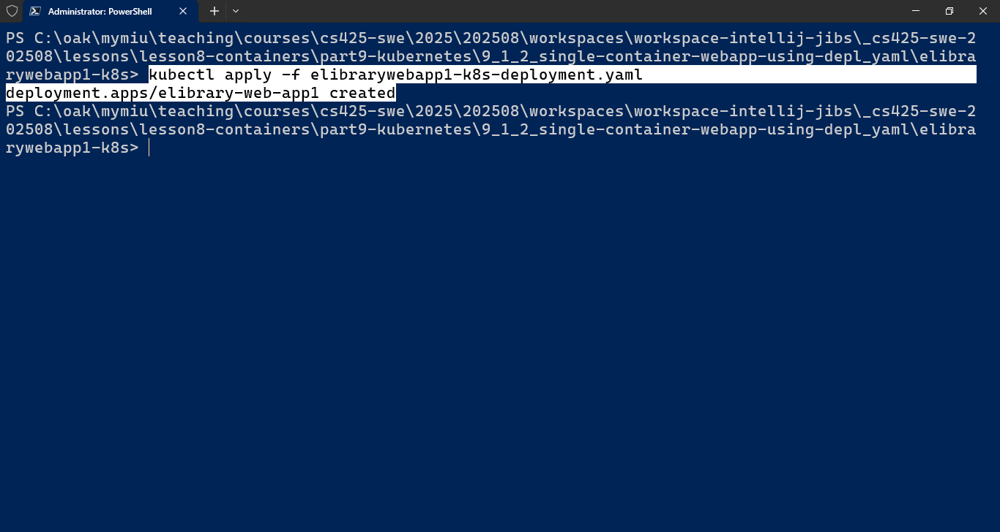 Administrator: PowerShell
PS C:\oak\mymiu\teaching\courses\cs425-swe\2025\202508\workspaces\workspace-intellij-jibs\_cs425-swe-2
02508\lessons\lesson8-containers\part9-kubernetes\9_1_2_single-container-webapp-using-depl_yaml\elibra
rywebapp1-k8s> kubectl apply -f elibrarywebapp1-k8s-deployment.yaml
deployment.apps/elibrary-web-app1 created
PS C:\oak\mymiu\teaching\courses\cs425-swe\2025\202508\workspaces\workspace-intellij-jibs\_cs425-swe-2
02508\lessons\lesson8-containers\part9-kubernetes\9_1_2_single-container-webapp-using-depl_yaml\elibra
rywebapp1-k8s>